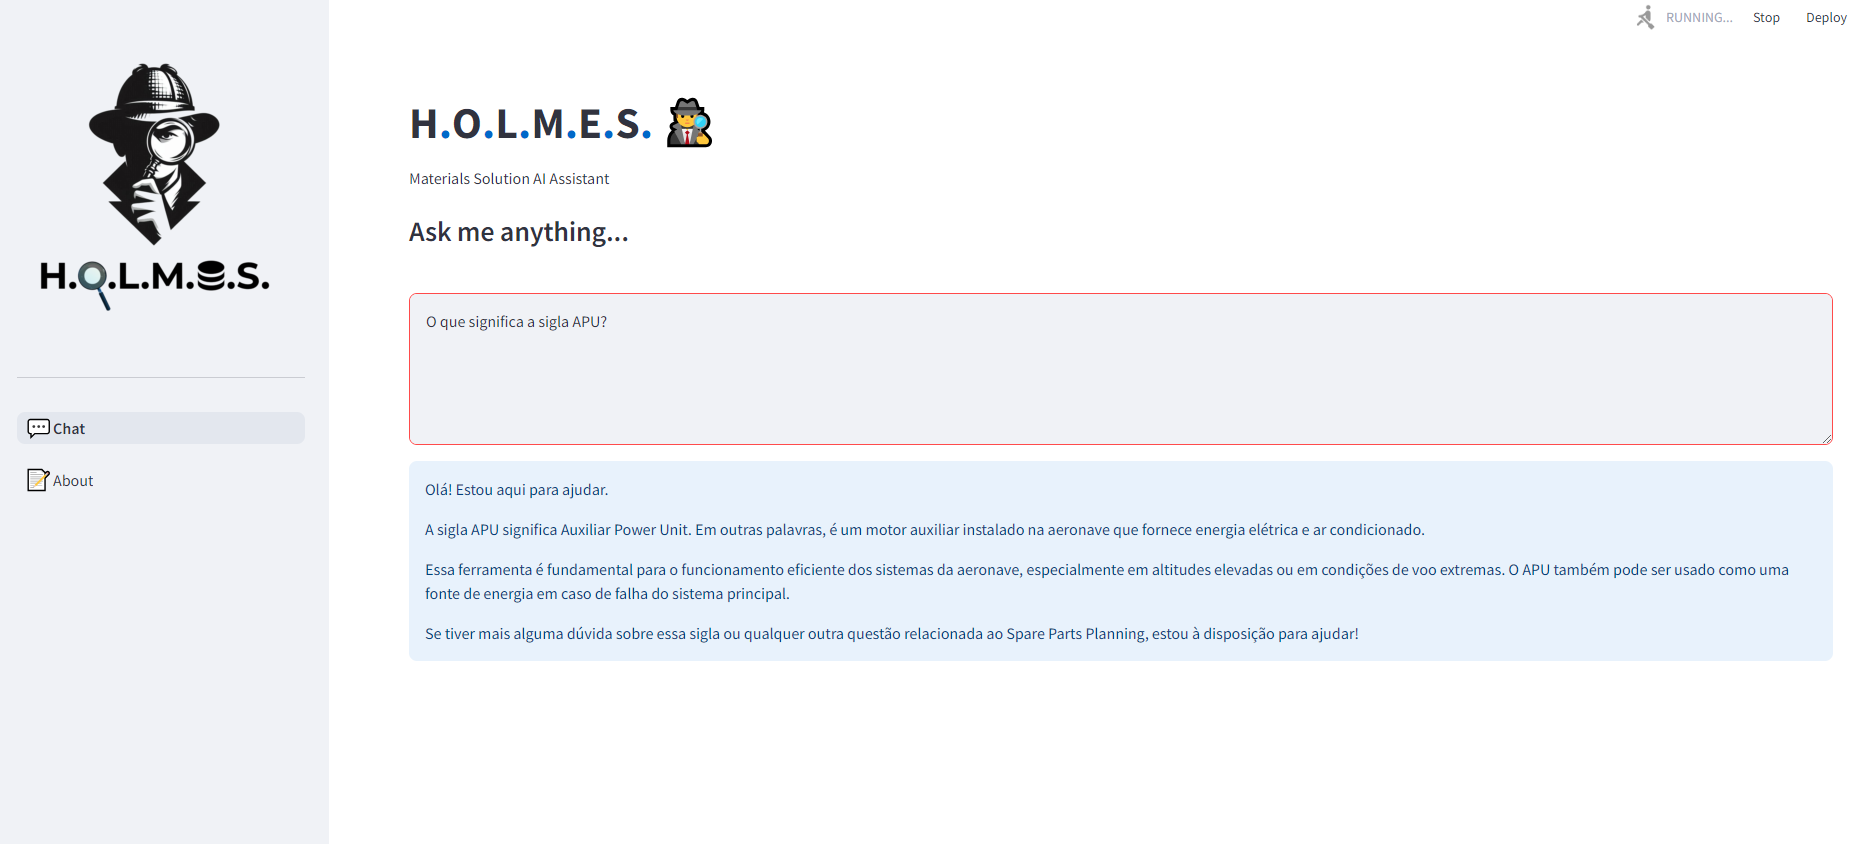 RUNNING...
Stop
Deploy
H.O.L.M.E.S.
H.O.L.M.E.S.
Materials Solution AI Assistant
Ask me anything...
O que significa a sigla APU?
Chat
About
Olá! Estou aqui para ajudar.
A sigla APU significa Auxiliar Power Unit. Em outras palavras, é um motor auxiliar instalado na aeronave que fornece energia elétrica e ar condicionado.
Essa ferramenta é fundamental para o funcionamento eficiente dos sistemas da aeronave, especialmente em altitudes elevadas ou em condições de voo extremas. O APU também pode ser usado como uma
fonte de energia em caso de falha do sistema principal.
Se tiver mais alguma dúvida sobre essa sigla ou qualquer outra questão relacionada ao Spare Parts Planning, estou à disposição para ajudar!